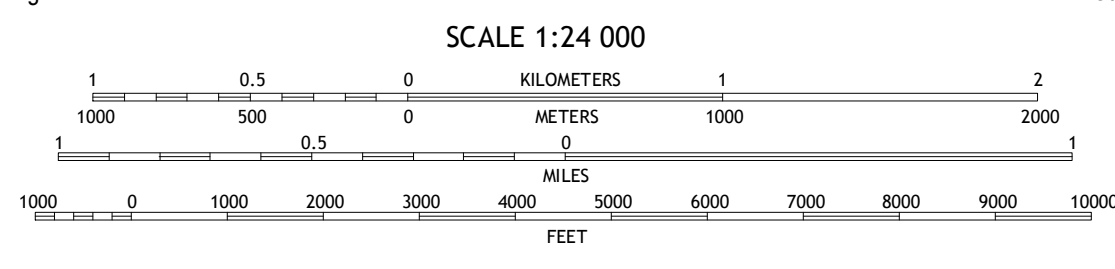 SCALE 1:24 000
1 0.5 0 KILOMETERS 1 2
1000 500 0 METERS 1000 2000
1 0.5 0 1
MILES
1000 0 1000 2000 3000 4000 5000 6000 7000 8000 9000 10000
FEET